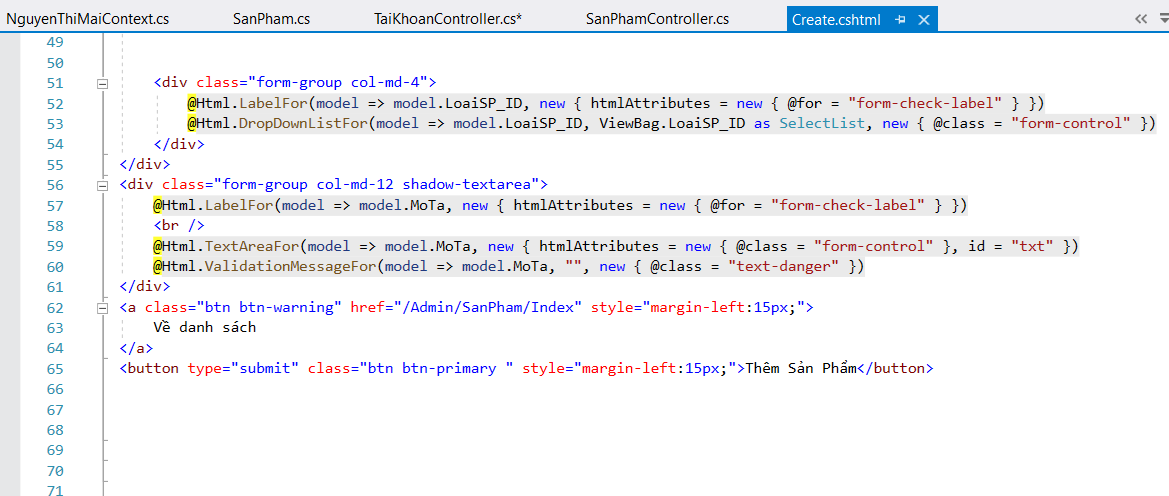 NguyenThiMaiContext.cs SanPham.cs TaiKhoanController.cs* SanPhamController.cs Create.cshtml
49
50
51 <div class="form-group col-md-4">
52 @Html.LabelFor(model => model.LoaiSP_ID, new { htmlAttributes = new { @for = "form-check-label" } })
53 @Html.DropDownListFor(model => model.LoaiSP_ID, ViewBag.LoaiSP_ID as SelectList, new { @class = "form-control" })
54 </div>
55 </div>
56 <div class="form-group col-md-12 shadow-textarea">
57 @Html.LabelFor(model => model.MoTa, new { htmlAttributes = new { @for = "form-check-label" } })
58 <br />
59 @Html.TextAreaFor(model => model.MoTa, new { htmlAttributes = new { @class = "form-control" }, id = "txt" })
60 @Html.ValidationMessageFor(model => model.MoTa, "", new { @class = "text-danger" })
61 </div>
62 <a class="btn btn-warning" href="/Admin/SanPham/Index" style="margin-left:15px;">
63 Về danh sách
64 </a>
65 <button type="submit" class="btn btn-primary " style="margin-left:15px;">Thêm Sản Phẩm</button>
66
67
68
69
70
71